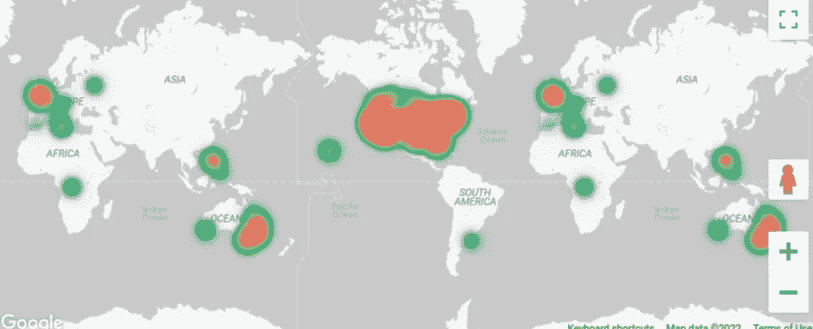 ASIA
ASIA
PE
PE
Atlantic
Ocean
AFRICA
AFRICA
SOUTH
AMERICA
Indian
Ocean
Pacific
Ocean
Indian
Ocean
OCEAN
OCEAN
Google
Keyboard shortcuts
Map data ©2022
Terms of Use